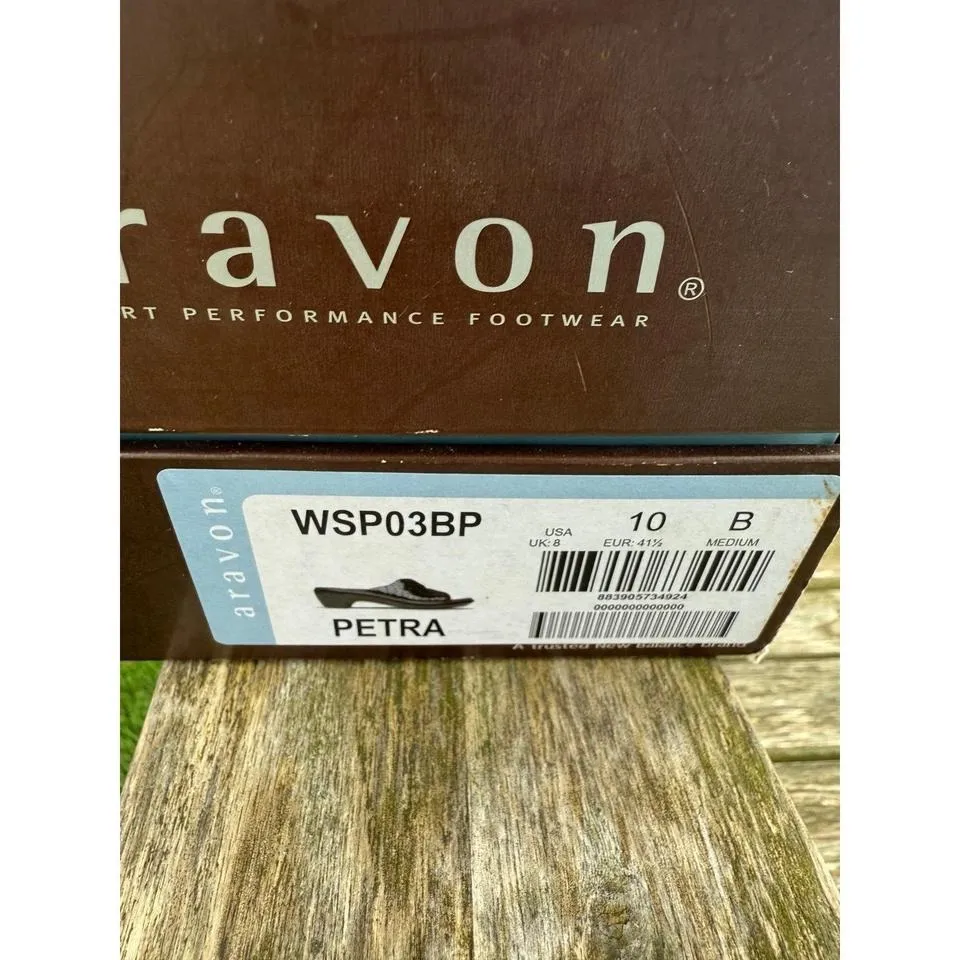 ravon®
RT PERFORMANCE FOOTWEAR
aravon®
WSP03BP
USA 10 B
UK: 8 EUR: 41½ MEDIUM
883905734924
0000000000000
PETRA
A trusted New Balance brand